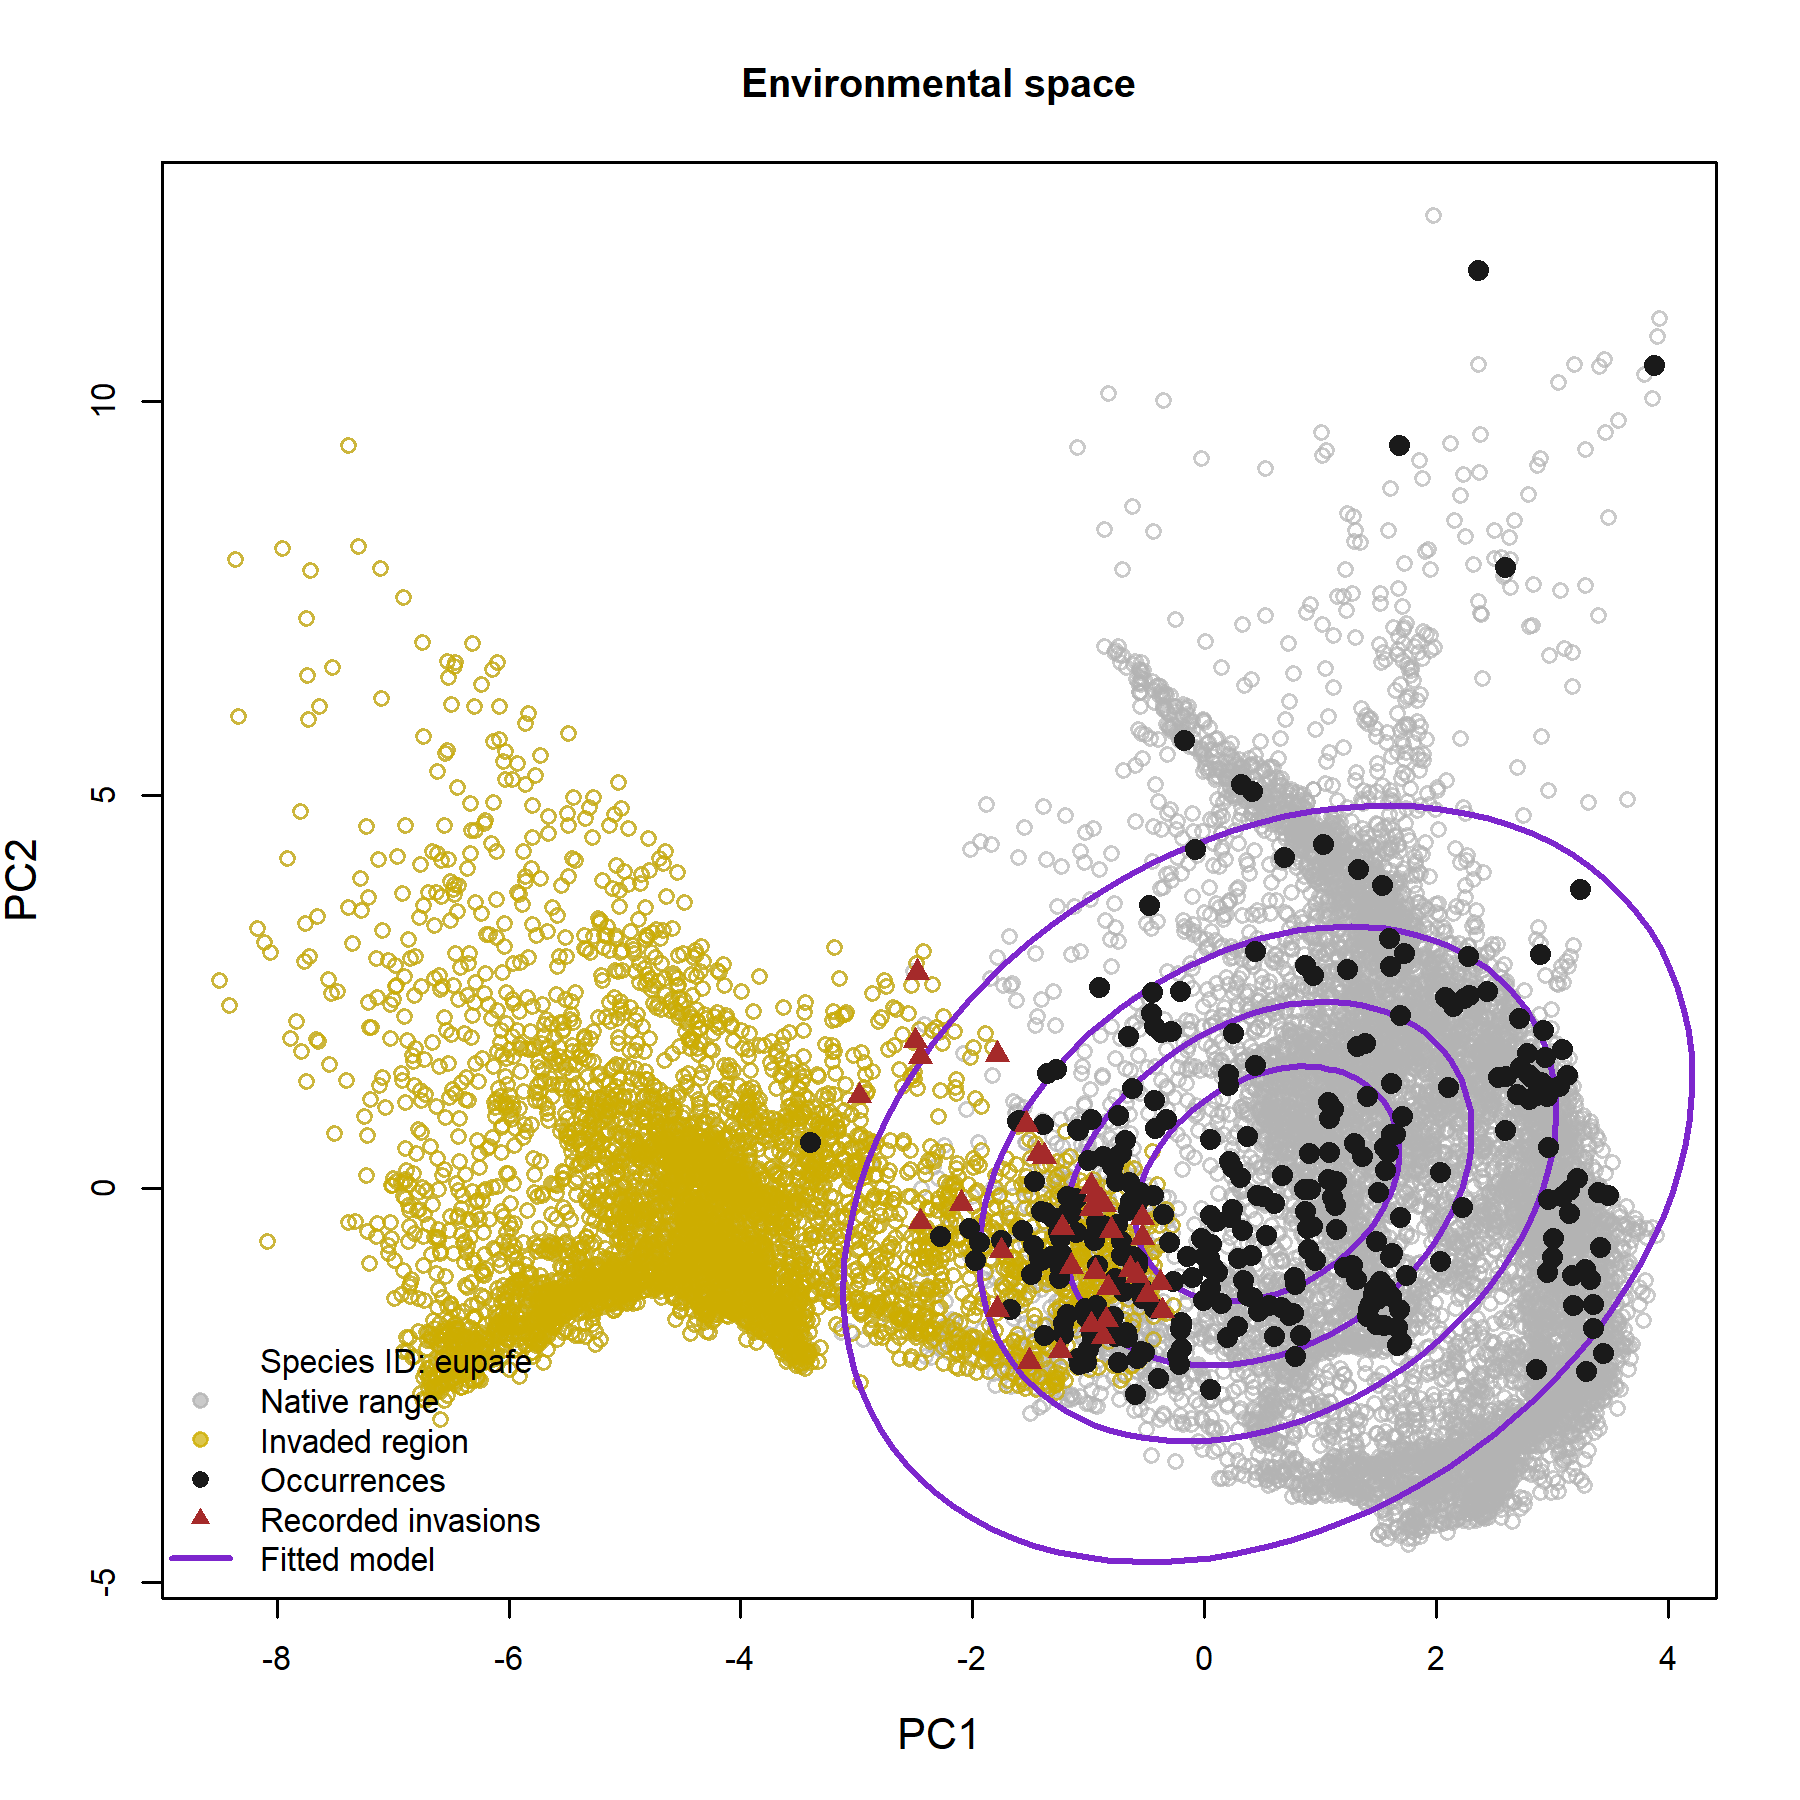 Environmental space
10
5
0
-5
PC2
Species ID: eupafe
Native range
Invaded region
Occurrences
Recorded invasions
Fitted model
-8 -6 -4 -2 0 2 4
PC1